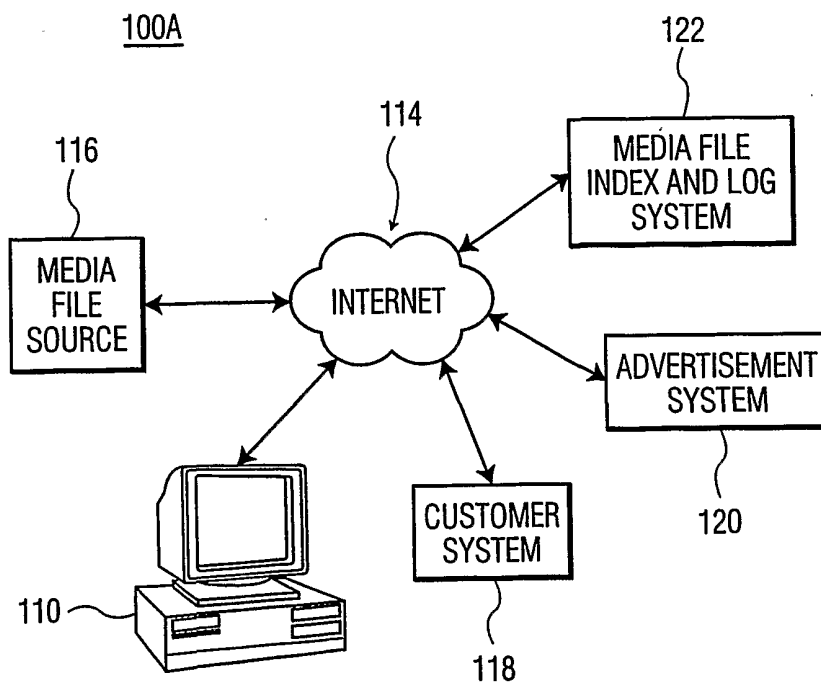 100A
122
114
116
MEDIA FILE
INDEX AND LOG
SYSTEM
MEDIA
FILE
SOURCE
INTERNET
ADVERTISEMENT
SYSTEM
CUSTOMER
SYSTEM
120
110
118